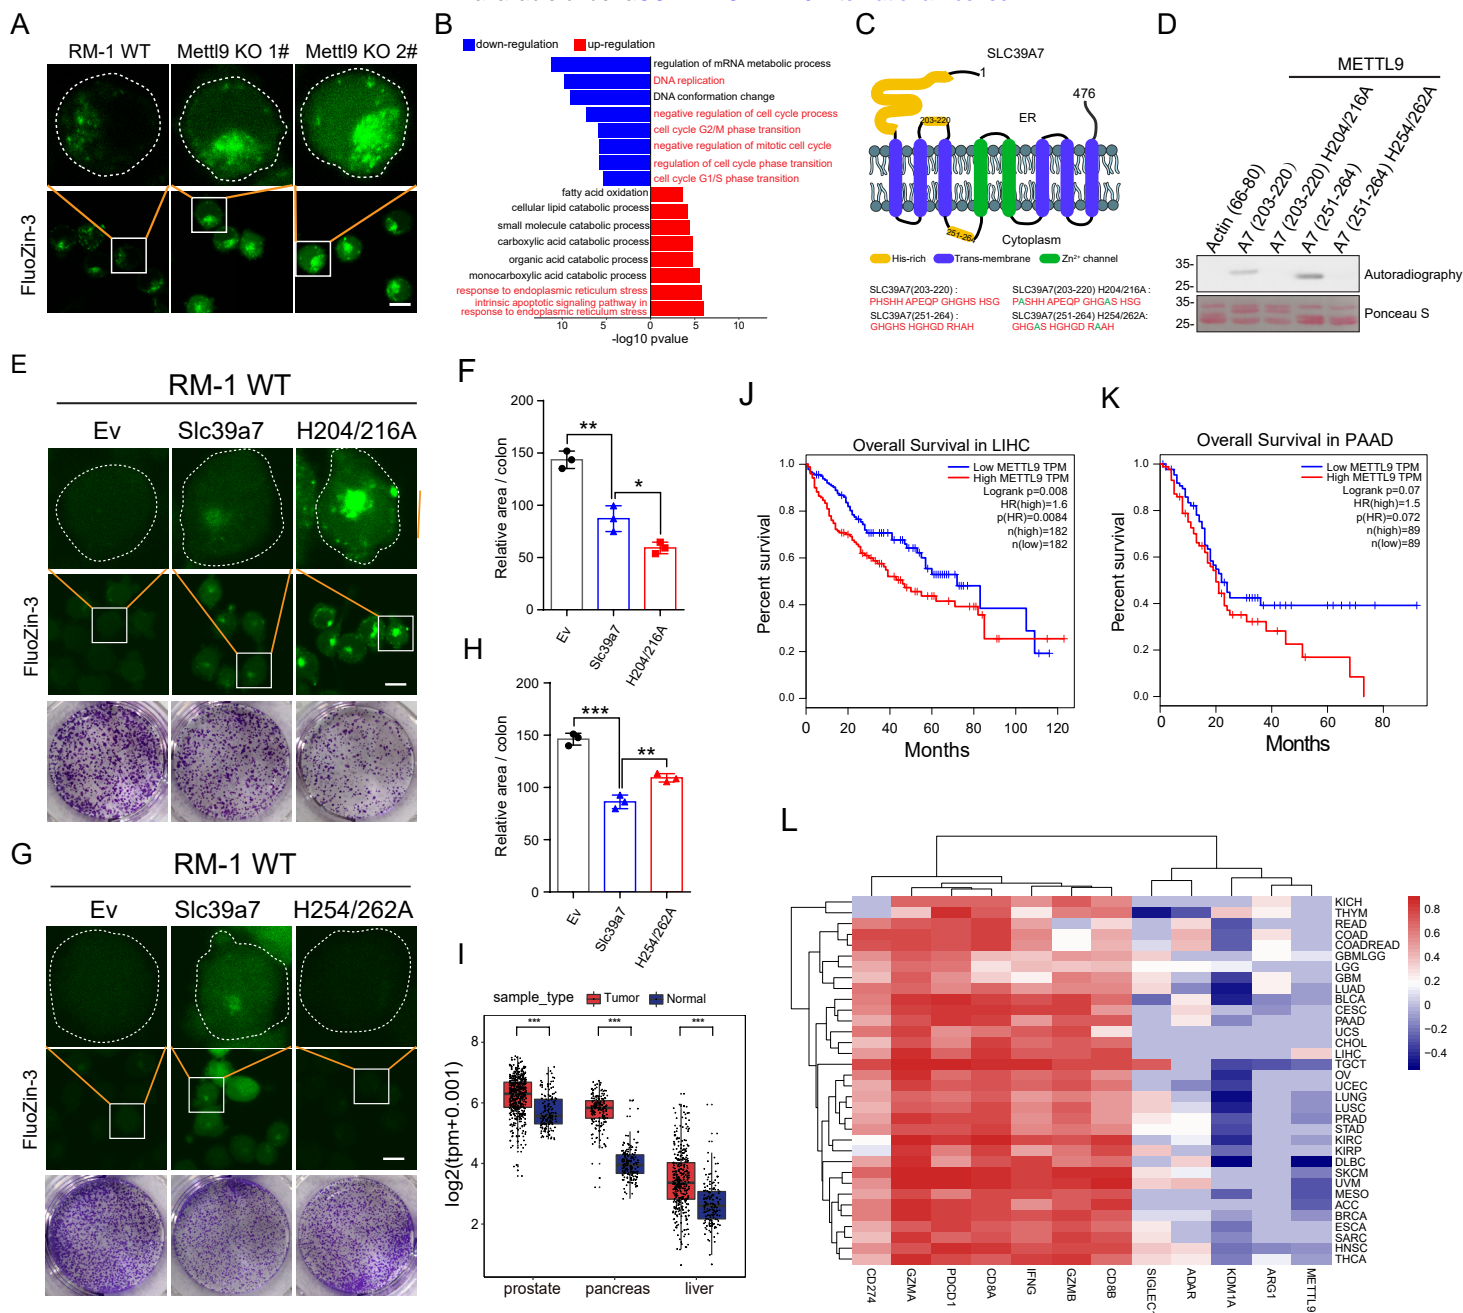 A
RM-1 WT
Mettl9 KO 1#
Mettl9 KO 2#
FluoZin-3
B
down-regulation
up-regulation
regulation of mRNA metabolic process
DNA replication
DNA conformation change
negative regulation of cell cycle process
cell cycle G2/M phase transition
negative regulation of mitotic cell cycle
regulation of cell cycle phase transition
cell cycle G1/S phase transition
fatty acid oxidation
cellular lipid catabolic process
small molecule catabolic process
carboxylic acid catabolic process
organic acid catabolic process
monocarboxylic acid catabolic process
response to endoplasmic reticulum stress
intrinsic apoptotic signaling pathway in
response to endoplasmic reticulum stress
10 5 0 5 10
-log10 pvalue
C
SLC39A7
1
476
203-220
ER
251-264
Cytoplasm
His-rich
Trans-membrane
Zn²⁺ channel
SLC39A7(203-220) :
PHSHH APEQP GHGHS HSG
SLC39A7(203-220) H204/216A :
PASHH APEQP GHGAS HSG
SLC39A7(251-264) :
GHGHS HGHGD RHAH
SLC39A7(251-264) H254/262A:
GHGAS HGHGD RAAH
D
METTL9
Actin (66-80)
A7 (203-220)
A7 (203-220) H204/216A
A7 (251-264)
A7 (251-264) H254/262A
35-
25-
Autoradiography
35-
25-
Ponceau S
E
RM-1 WT
Ev
Slc39a7
H204/216A
FluoZin-3
F
Relative area / colon
200
150
100
50
0
**
*
Ev
Slc39a7
H204/216A
G
RM-1 WT
Ev
Slc39a7
H254/262A
FluoZin-3
H
Relative area / colon
200
150
100
50
0
***
**
Ev
Slc39a7
H254/262A
I
sample_type
Tumor
Normal
*** *** ***
log2(tpm+0.001)
8
6
4
2
prostate
pancreas
liver
J
Overall Survival in LIHC
Low METTL9 TPM
High METTL9 TPM
Logrank p=0.008
HR(high)=1.6
p(HR)=0.0084
n(high)=182
n(low)=182
Percent survival
1.0
0.8
0.6
0.4
0.2
0.0
0 20 40 60 80 100 120
Months
K
Overall Survival in PAAD
Low METTL9 TPM
High METTL9 TPM
Logrank p=0.07
HR(high)=1.5
p(HR)=0.072
n(high)=89
n(low)=89
Percent survival
1.0
0.8
0.6
0.4
0.2
0.0
0 20 40 60 80
Months
L
KICH
THYM
READ
COAD
COADREAD
GBMLGG
LGG
GBM
LUAD
BLCA
CESC
PAAD
UCS
CHOL
LIHC
TGCT
OV
UCEC
LUNG
LUSC
PRAD
STAD
KIRC
KIRP
DLBC
SKCM
UVM
MESO
ACC
BRCA
ESCA
SARC
HNSC
THCA
CD274
GZMA
PDCD1
CD8A
IFNG
GZMB
CD8B
ADAR
KDM1A
ARG1
METTL9
0.8
0.6
0.4
0.2
0
−0.2
−0.4